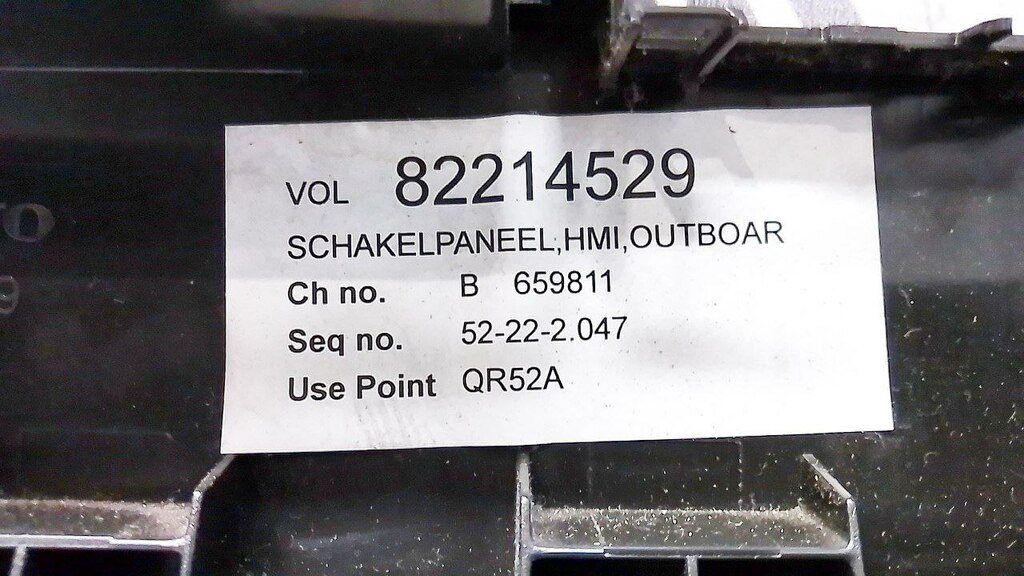 VOL 82214529
SCHAKELPANEEL,HMI,OUTBOAR
Ch no. B 659811
Seq no. 52-22-2.047
Use Point QR52A